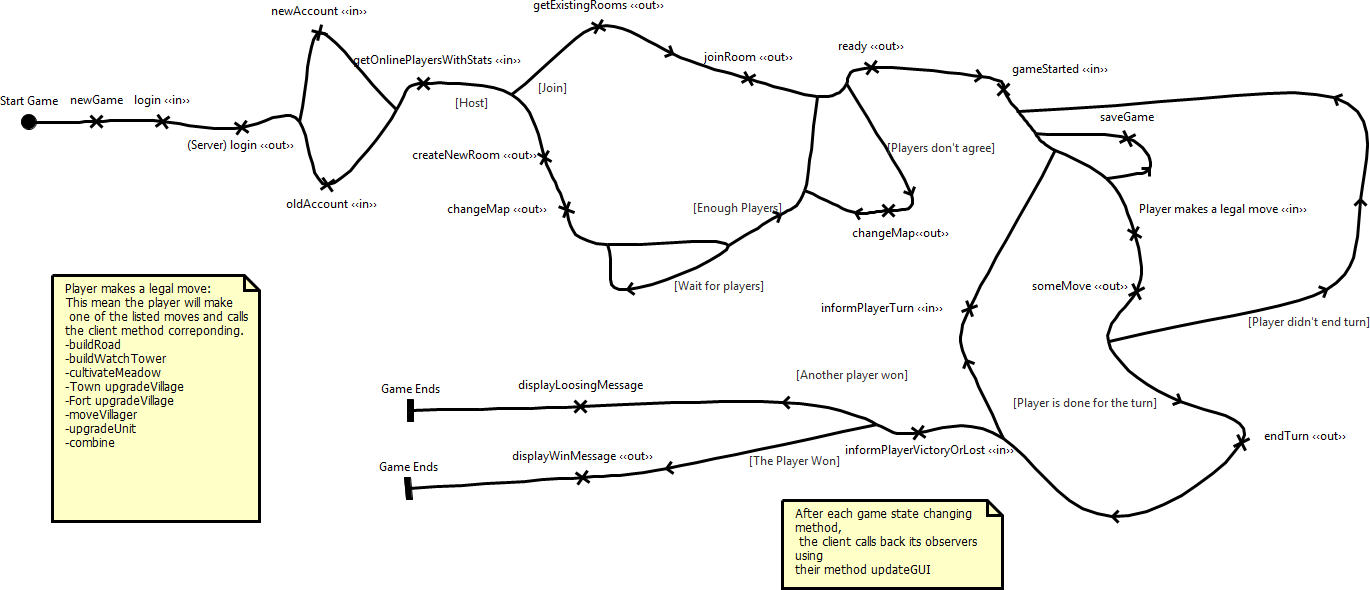 newAccount ‹‹in››
getExistingRooms ‹‹out››
ready ‹‹out››
getOnlinePlayersWithStats ‹‹in››
joinRoom ‹‹out››
gameStarted ‹‹in››
[Join]
Start Game
newGame
login ‹‹in››
[Host]
saveGame
(Server) login ‹‹out››
createNewRoom ‹‹out››
[Players don't agree]
oldAccount ‹‹in››
changeMap ‹‹out››
[Enough Players]
Player makes a legal move ‹‹in››
changeMap‹‹out››
[Wait for players]
someMove ‹‹out››
informPlayerTurn ‹‹in››
[Player didn't end turn]
Player makes a legal move:
This mean the player will make
one of the listed moves and calls
the client method correponding.
-buildRoad
-buildWatchTower
-cultivateMeadow
-Town upgradeVillage
-Fort upgradeVillage
-moveVillager
-upgradeUnit
-combine
[Another player won]
Game Ends
displayLoosingMessage
[Player is done for the turn]
endTurn ‹‹out››
informPlayerVictoryOrLost ‹‹in››
Game Ends
displayWinMessage ‹‹out››
[The Player Won]
After each game state changing
method,
the client calls back its observers
using
their method updateGUI